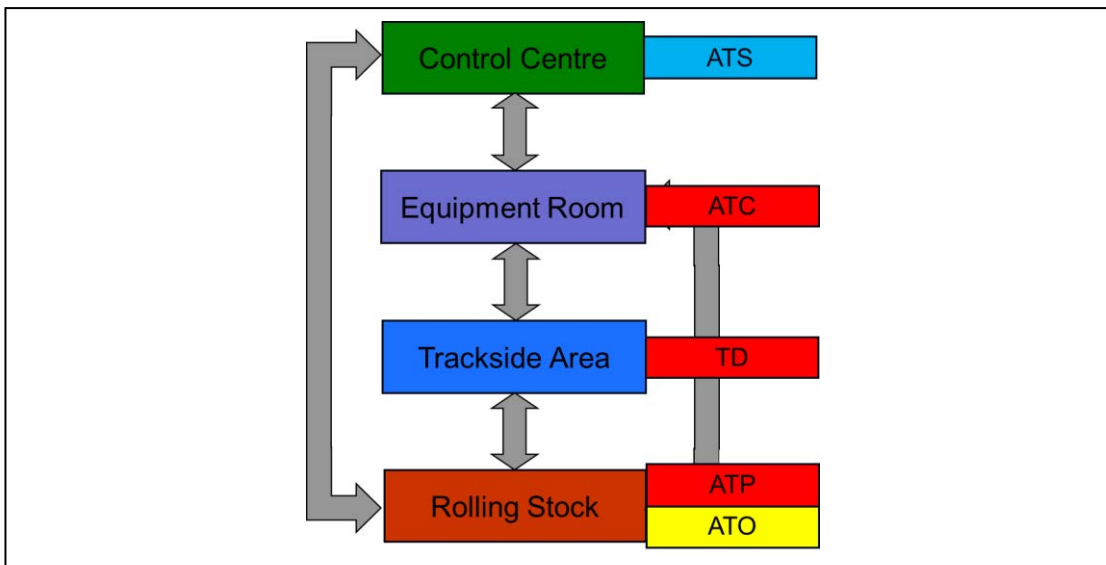 Control Centre
ATS
Equipment Room
ATC
Trackside Area
TD
Rolling Stock
ATP
ATO